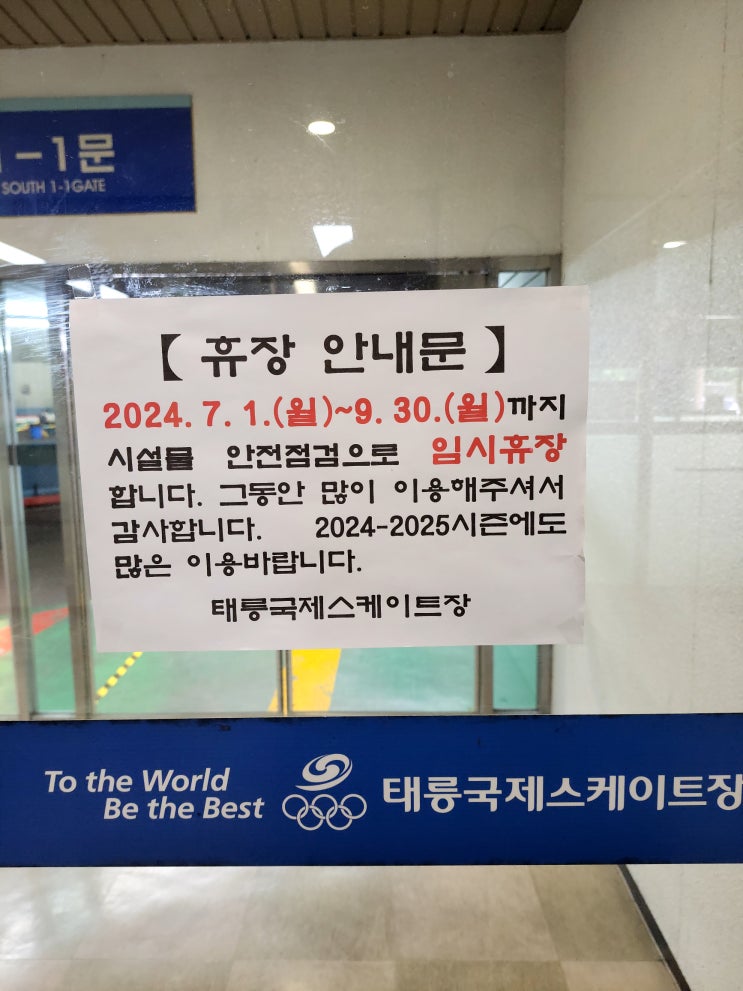 -1문
SOUTH 1-1GATE
【 휴장 안내문 】
2024. 7. 1.(월)~9. 30.(월)까지
시설물 안전점검으로 임시휴장
합니다. 그동안 많이 이용해주셔서
감사합니다. 2024-2025시즌에도
많은 이용바랍니다.
태릉국제스케이트장
To the World
Be the Best
태릉국제스케이트장